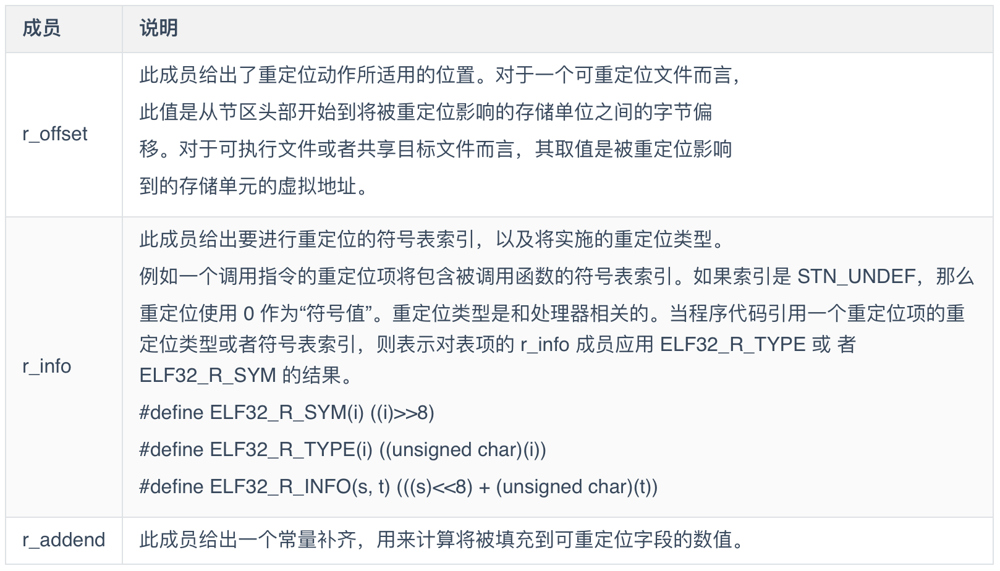 成员
说明
r_offset
此成员给出了重定位动作所适用的位置。对于一个可重定位文件而言，
此值是从节区头部开始到将被重定位影响的存储单位之间的字节偏
移。对于可执行文件或者共享目标文件而言，其取值是被重定位影响
到的存储单元的虚拟地址。
r_info
此成员给出要进行重定位的符号表索引，以及将实施的重定位类型。
例如一个调用指令的重定位项将包含被调用函数的符号表索引。如果索引是 STN_UNDEF，那么
重定位使用 0 作为“符号值”。重定位类型是和处理器相关的。当程序代码引用一个重定位项的重
定位类型或者符号表索引，则表示对表项的 r_info 成员应用 ELF32_R_TYPE 或 者
ELF32_R_SYM 的结果。
#define ELF32_R_SYM(i) ((i)>>8)
#define ELF32_R_TYPE(i) ((unsigned char)(i))
#define ELF32_R_INFO(s, t) (((s)<<8) + (unsigned char)(t))
r_addend
此成员给出一个常量补齐，用来计算将被填充到可重定位字段的数值。